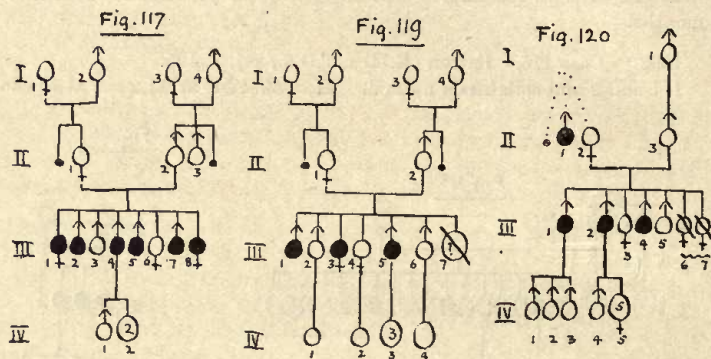 Fig. 117
Fig. 119
Fig. 120
I 1 2 3 4
II 1 2 3
III 1 2 3 4 5 6 7 8
IV 1 2 2
I 1 2 3 4
II 1 2
III 1 2 3 4 5 6 7 ?
IV 1 2 3 3 4
I 1
II 1 2 3
III 1 2 3 4 5 6 7
IV 1 2 3 4 5 5